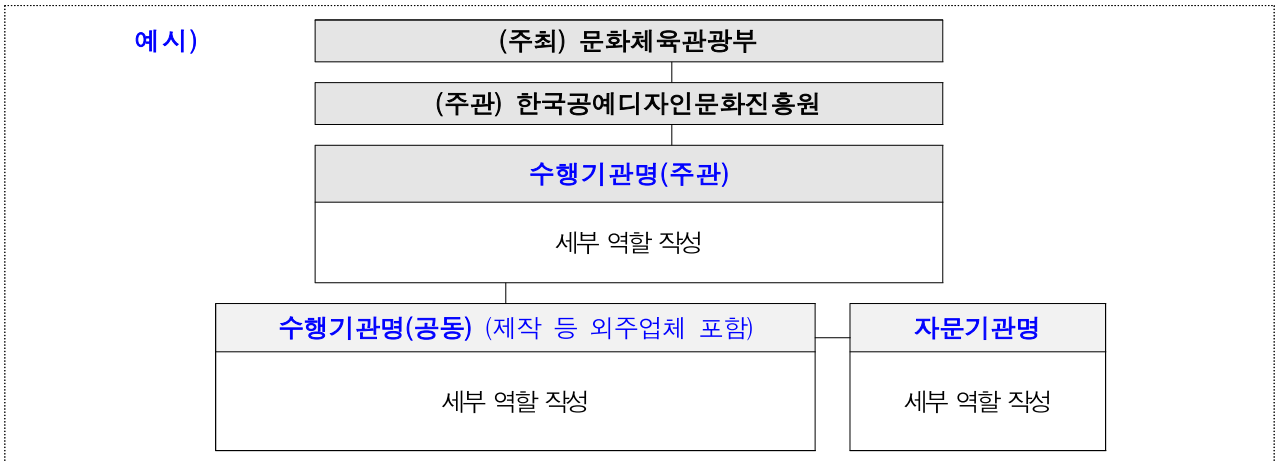 예시)
(주최) 문화체육관광부
(주관) 한국공예디자인문화진흥원
수행기관명(주관)
세부 역할 작성
수행기관명(공동) (제작 등 외주업체 포함)
자문기관명
세부 역할 작성
세부 역할 작성